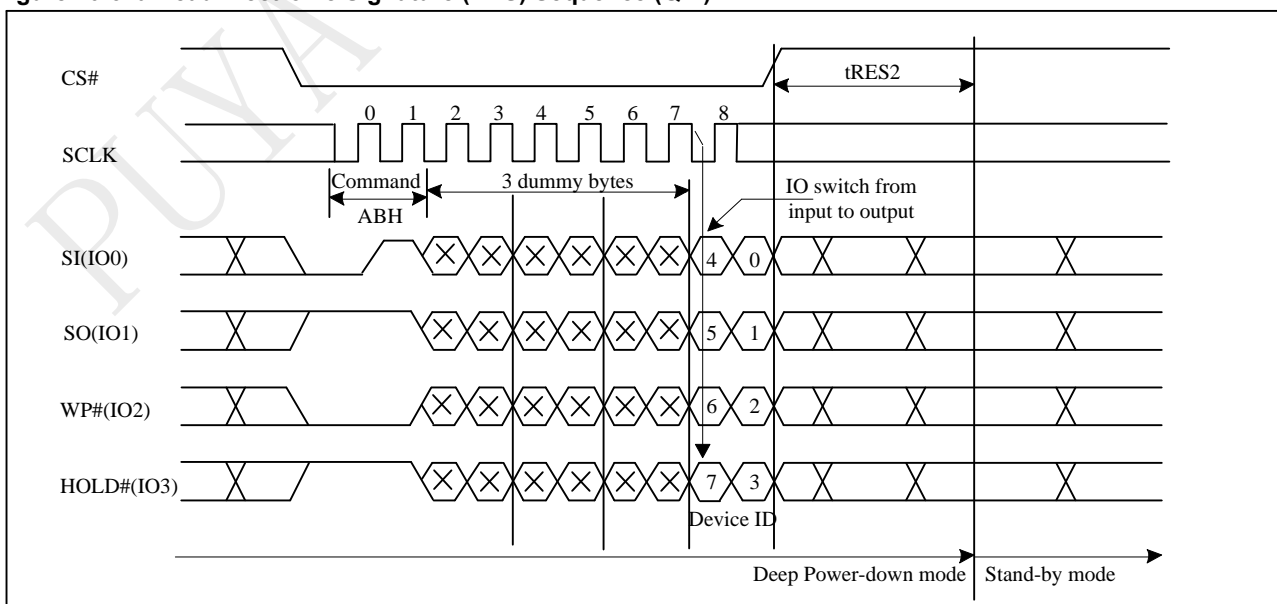 CS#
tRES2
0 1 2 3 4 5 6 7 8
SCLK
Command
3 dummy bytes
IO switch from
input to output
ABH
SI(IO0)
4 0
SO(IO1)
5 1
WP#(IO2)
6 2
HOLD#(IO3)
7 3
Device ID
Deep Power-down mode
Stand-by mode
PUYA